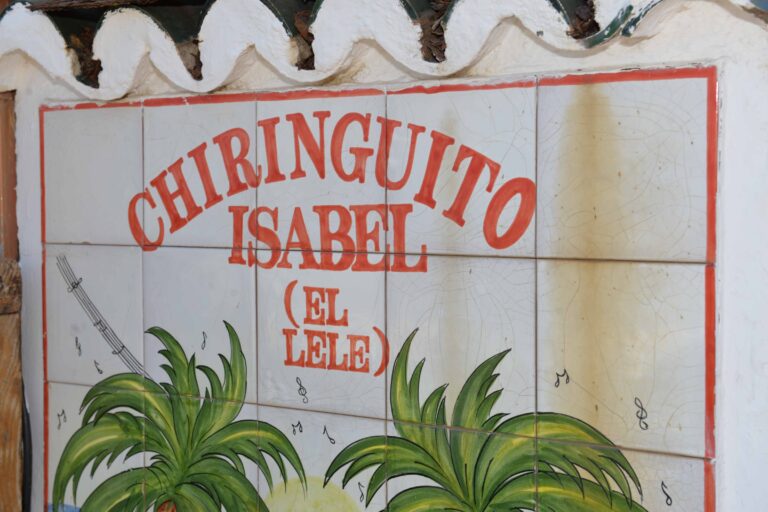 CHIRINGUITO
ISABEL
(EL
LELE)